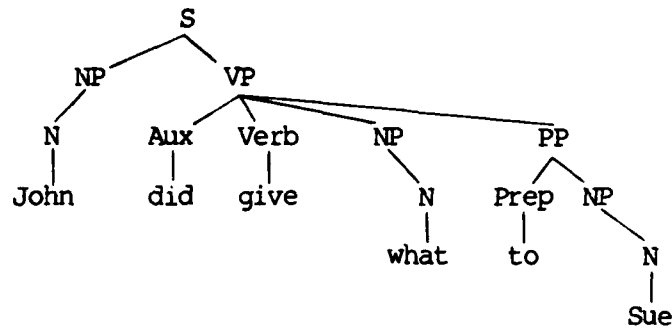 S
NP VP
N Aux Verb NP PP
John did give N Prep NP
what to N
Sue